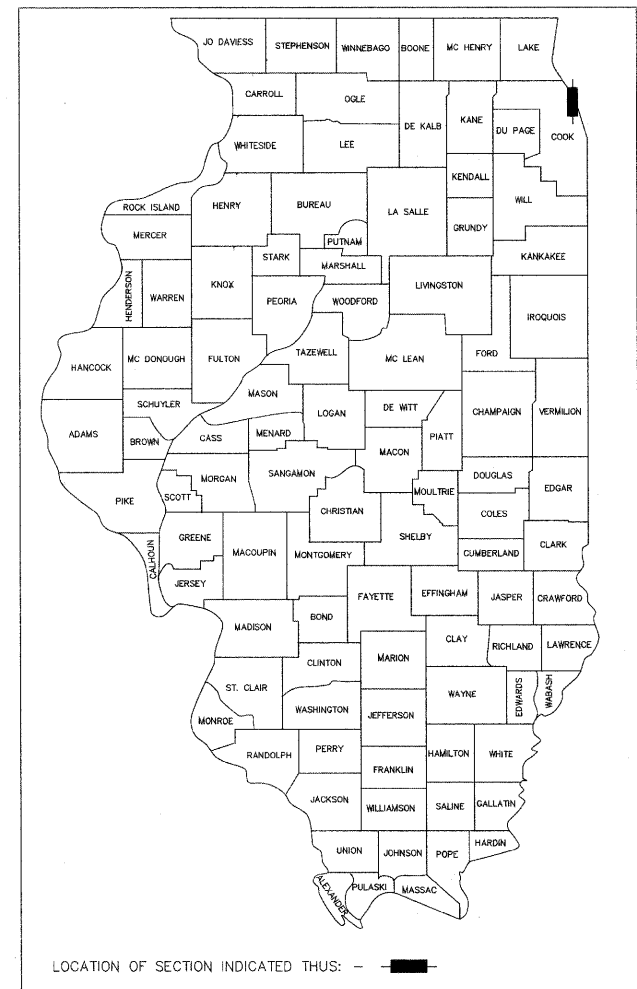 JO DAVIESS STEPHENSON WINNEBAGO BOONE MC HENRY LAKE
CARROLL OGLE DE KALB KANE DU PAGE COOK
WHITESIDE LEE
KENDALL
ROCK ISLAND HENRY BUREAU LA SALLE WILL
MERCER PUTNAM GRUNDY
STARK MARSHALL KANKAKEE
HENDERSON WARREN KNOX PEORIA WOODFORD LIVINGSTON IROQUOIS
HANCOCK MC DONOUGH FULTON TAZEWELL MC LEAN FORD
MASON
SCHUYLER LOGAN DE WITT CHAMPAIGN VERMILION
ADAMS BROWN CASS MENARD MACON PIATT
MORGAN SANGAMON DOUGLAS
PIKE SCOTT CHRISTIAN MOULTRIE COLES EDGAR
GREENE MACOUPIN MONTGOMERY SHELBY CUMBERLAND CLARK
CALHOUN JERSEY
MADISON BOND FAYETTE EFFINGHAM JASPER CRAWFORD
CLINTON MARION CLAY RICHLAND LAWRENCE
ST. CLAIR WASHINGTON JEFFERSON WAYNE EDWARDS WABASH
MONROE
RANDOLPH PERRY FRANKLIN HAMILTON WHITE
JACKSON WILLIAMSON SALINE GALLATIN
UNION JOHNSON POPE HARDIN
ALEXANDER PULASKI MASSAC
LOCATION OF SECTION INDICATED THUS: -